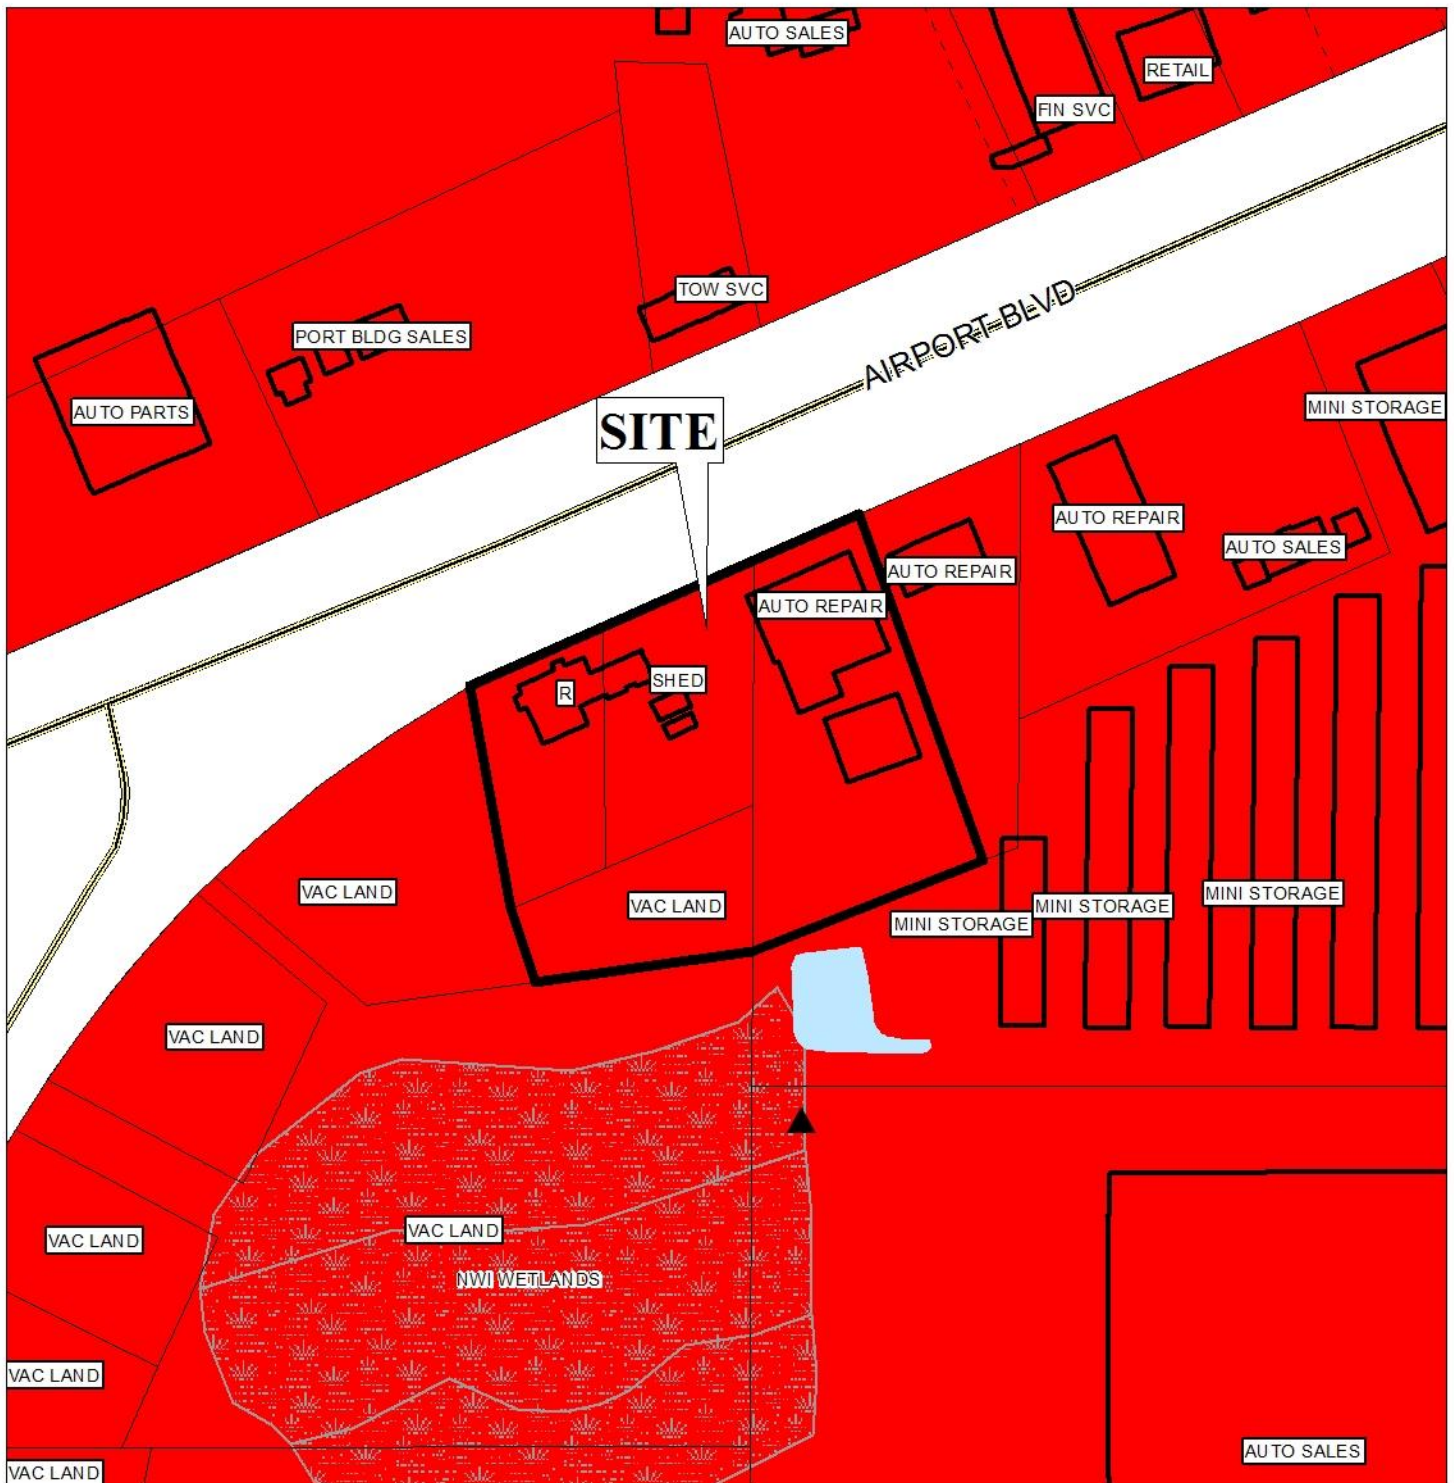 AUTO SALES
RETAIL
FIN SVC
TOW SVC
PORT BLDG SALES
AIRPORT BLVD
AUTO PARTS
MINI STORAGE
SITE
AUTO REPAIR
AUTO SALES
AUTO REPAIR
AUTO REPAIR
SHED
R
VAC LAND
VAC LAND
MINI STORAGE
MINI STORAGE
MINI STORAGE
VAC LAND
VAC LAND
VAC LAND
NWI WETLANDS
VAC LAND
AUTO SALES
VAC LAND